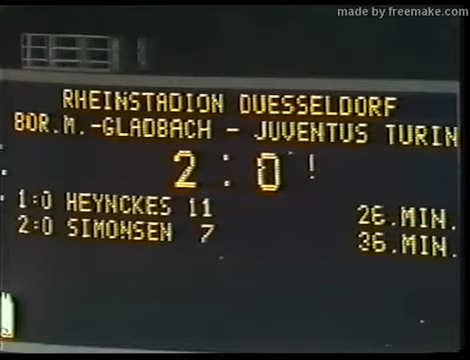 made by freemake.com
RHEINSTADION DUESSELDORF
BOR.M.-GLADBACH - JUVENTUS TURIN
2:0 !
1:0 HEYNCKES 11 26.MIN.
2:0 SIMONSEN 7 36.MIN.